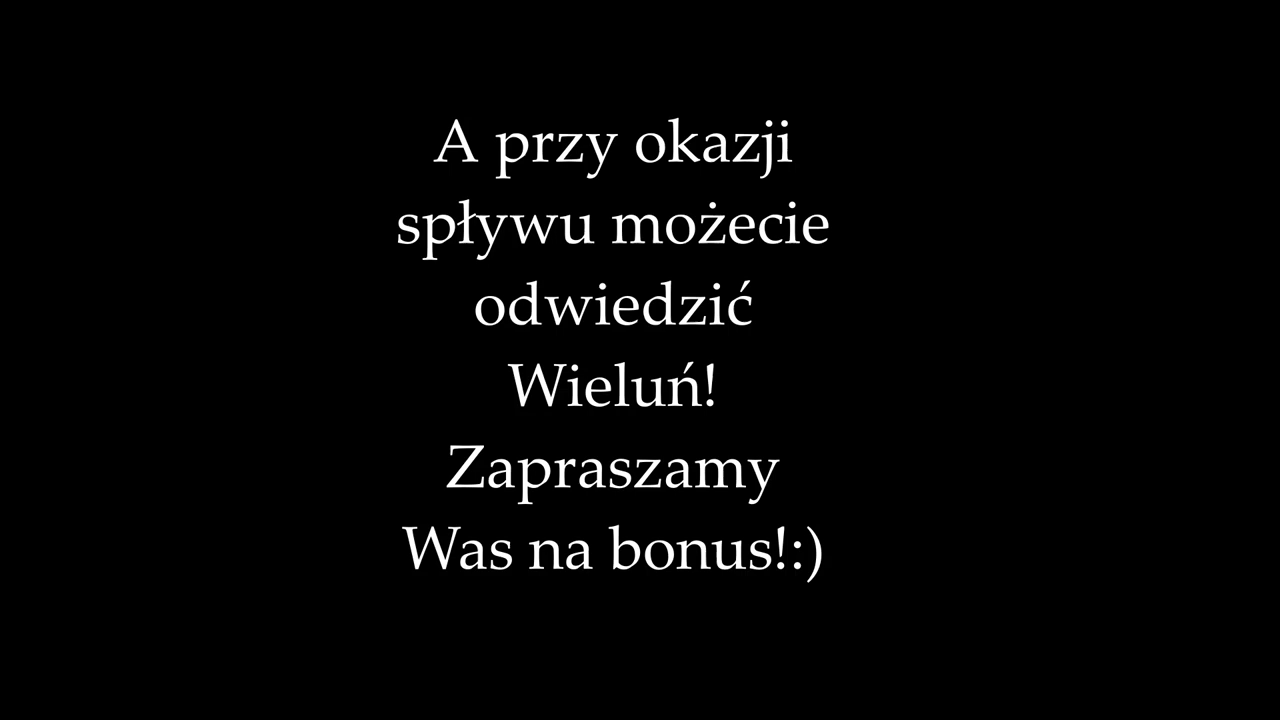 A przy okazji
spływu możecie
odwiedzić
Wieluń!
Zapraszamy
Was na bonus!:)